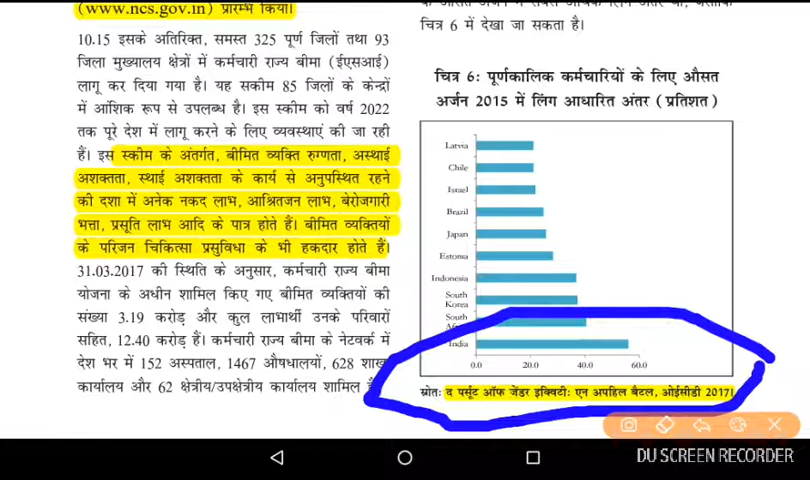 (www.ncs.gov.in) प्रारम्भ किया।
10.15 इसके अतिरिक्त, समस्त 325 पूर्ण जिलों तथा 93
जिला मुख्यालय क्षेत्रों में कर्मचारी राज्य बीमा (ईएसआई)
लागू कर दिया गया है। यह सकीम 85 जिलों के केन्द्रों
में आंशिक रूप से उपलब्ध है। इस स्कीम को वर्ष 2022
तक पूरे देश में लागू करने के लिए व्यवस्थाएं की जा रही
हैं। इस स्कीम के अंतर्गत, बीमित व्यक्ति रुग्णता, अस्थाई
अशक्तता, स्थाई अशक्तता के कार्य से अनुपस्थित रहने
की दशा में अनेक नकद लाभ, आश्रितजन लाभ, बेरोजगारी
भत्ता, प्रसूति लाभ आदि के पात्र होते हैं। बीमित व्यक्तियों
के परिजन चिकित्सा प्रसुविधा के भी हकदार होते हैं।
31.03.2017 की स्थिति के अनुसार, कर्मचारी राज्य बीमा
योजना के अधीन शामिल किए गए बीमित व्यक्तियों की
संख्या 3.19 करोड़ और कुल लाभार्थी उनके परिवारों
सहित, 12.40 करोड़ हैं। कर्मचारी राज्य बीमा के नेटवर्क में
देश भर में 152 अस्पताल, 1467 औषधालयों, 628 शाखा
कार्यालय और 62 क्षेत्रीय/उपक्षेत्रीय कार्यालय शामिल
चित्र 6 में देखा जा सकता है।
चित्र 6: पूर्णकालिक कर्मचारियों के लिए औसत
अर्जन 2015 में लिंग आधारित अंतर (प्रतिशत)
Latvia
Chile
Israel
Brazil
Japan
Estonia
Indonesia
South
Korea
South
India
0.0 20.0 40.0 60.0
स्रोत: द पर्सूट ऑफ जेंडर इक्विटी: एन अपहिल बैटल, ओईसीडी 2017।
DU SCREEN RECORDER